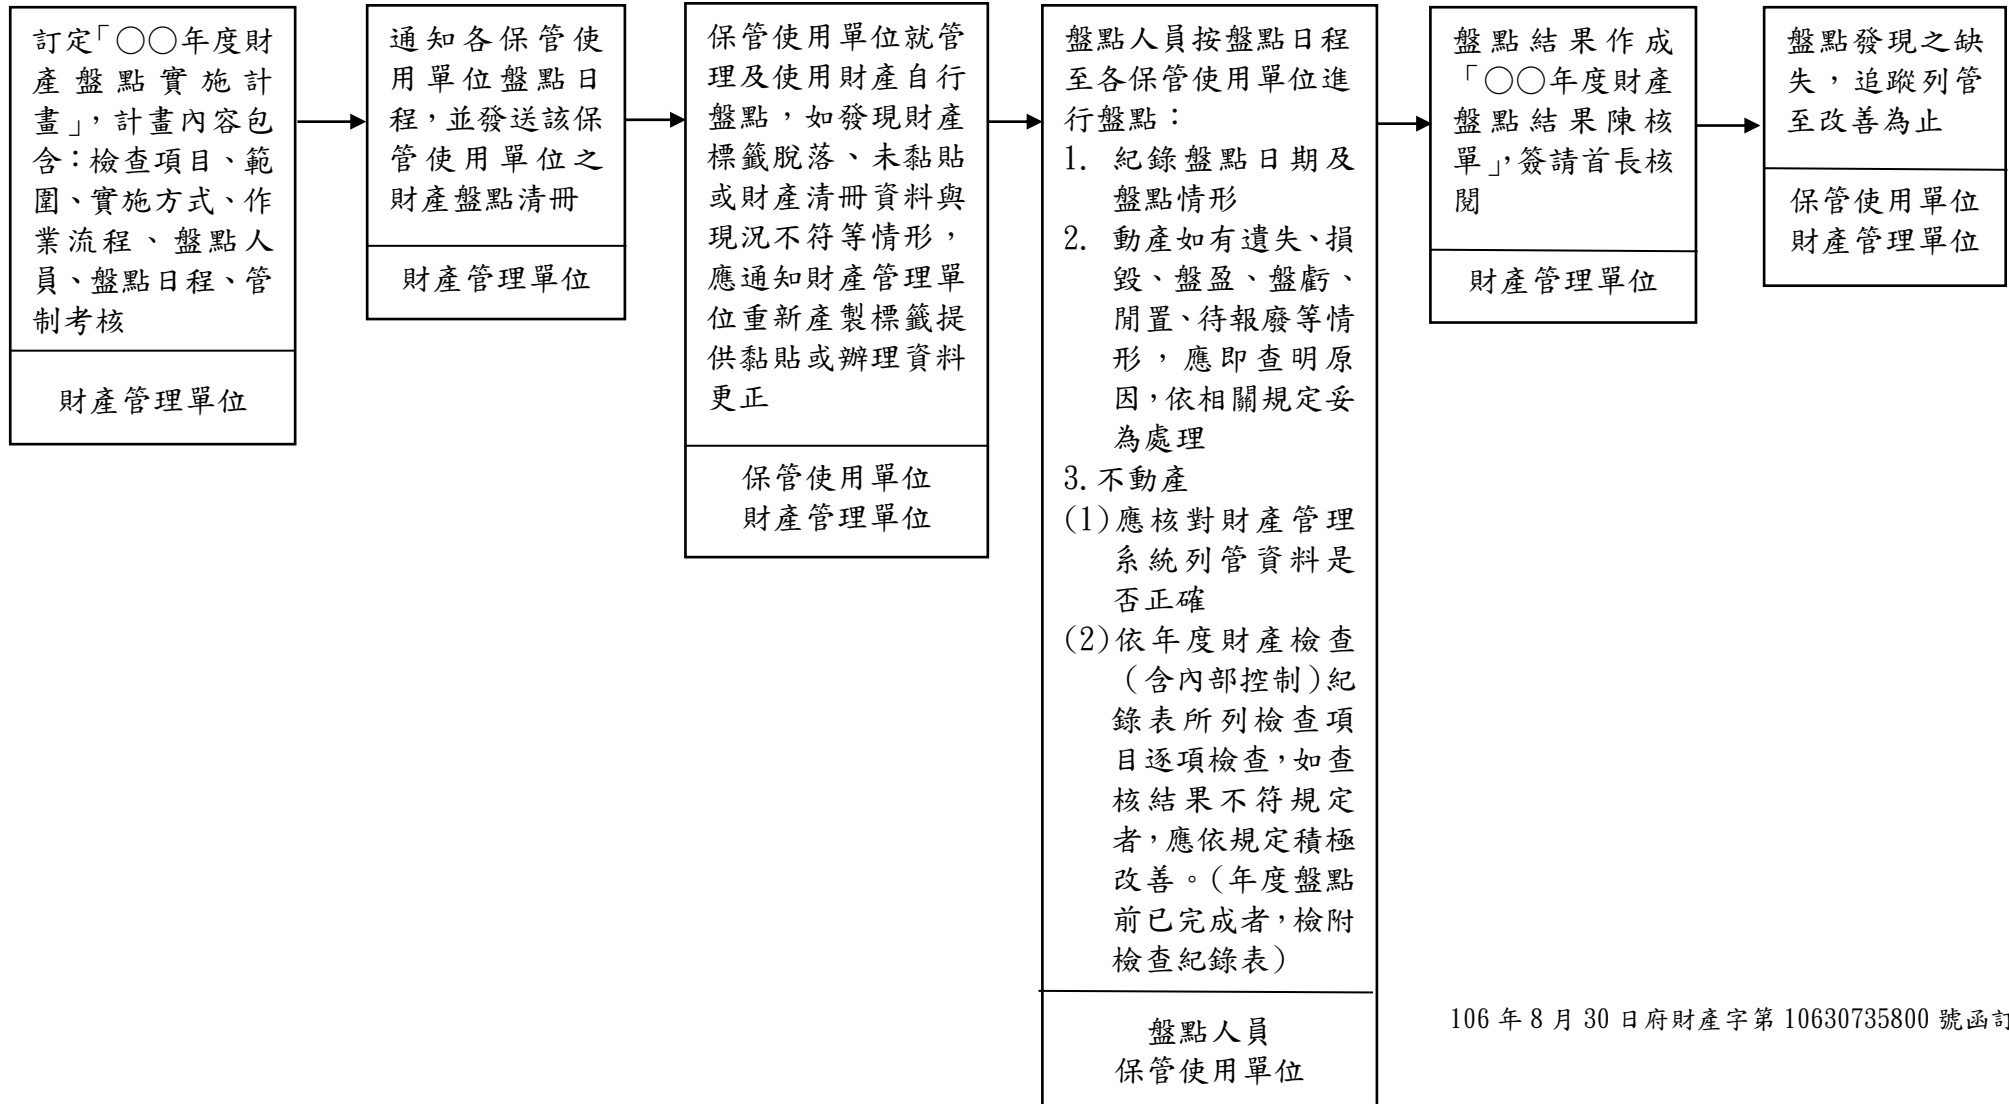 訂定「○○年度財
產盤點實施計
畫」，計畫內容包
含：檢查項目、範
圍、實施方式、作
業流程、盤點人
員、盤點日程、管
制考核
財產管理單位
通知各保管使
用單位盤點日
程，並發送該保
管使用單位之
財產盤點清冊
財產管理單位
保管使用單位就管
理及使用財產自行
盤點，如發現財產
標籤脫落、未黏貼
或財產清冊資料與
現況不符等情形，
應通知財產管理單
位重新產製標籤提
供黏貼或辦理資料
更正
保管使用單位
財產管理單位
盤點人員按盤點日程
至各保管使用單位進
行盤點：
1. 紀錄盤點日期及
盤點情形
2. 動產如有遺失、損
毀、盤盈、盤虧、
閒置、待報廢等情
形，應即查明原
因，依相關規定妥
為處理
3.不動產
(1)應核對財產管理
系統列管資料是
否正確
(2)依年度財產檢查
（含內部控制）紀
錄表所列檢查項
目逐項檢查，如查
核結果不符規定
者，應依規定積極
改善。（年度盤點
前已完成者，檢附
檢查紀錄表）
盤點人員
保管使用單位
盤點結果作成
「○○年度財產
盤點結果陳核
單」，簽請首長核
閱
財產管理單位
盤點發現之缺
失，追蹤列管
至改善為止
保管使用單位
財產管理單位
106 年 8 月 30 日府財產字第 10630735800 號函訂